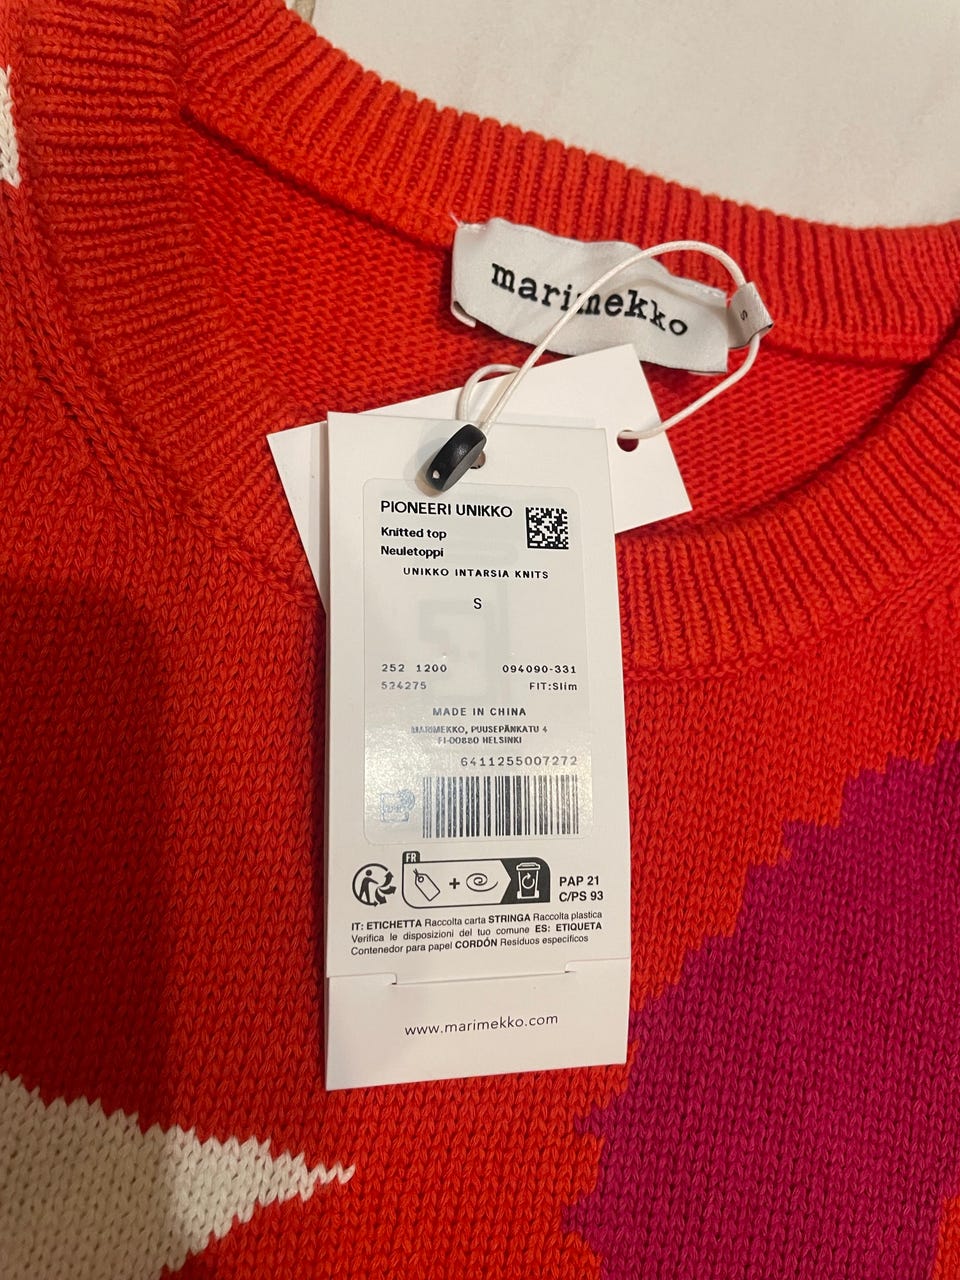 marimekko
S
PIONEERI UNIKKO
Knitted top
Neuletoppi
UNIKKO INTARSIA KNITS
S
252 1200 094090-331
524275 FIT:Slim
MADE IN CHINA
MARIMEKKO, PUUSEPÄNKATU 4
FI-00880 HELSINKI
6411255007272
FR
PAP 21
C/PS 93
IT: ETICHETTA Raccolta carta STRINGA Raccolta plastica
Verifica le disposizioni del tuo comune ES: ETIQUETA
Contenedor para papel CORDÓN Residuos específicos
www.marimekko.com